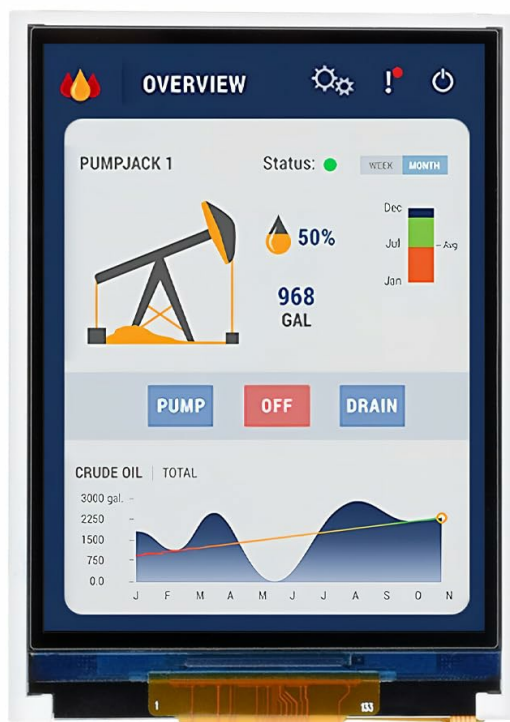 OVERVIEW !
PUMPJACK 1 Status: WEEK MONTH
Dec
50% Jul Avg
968
GAL Jan
PUMP OFF DRAIN
CRUDE OIL | TOTAL
3000 gal.
2250
1500
750
0.0
J F M A M J J A S O N
1 133